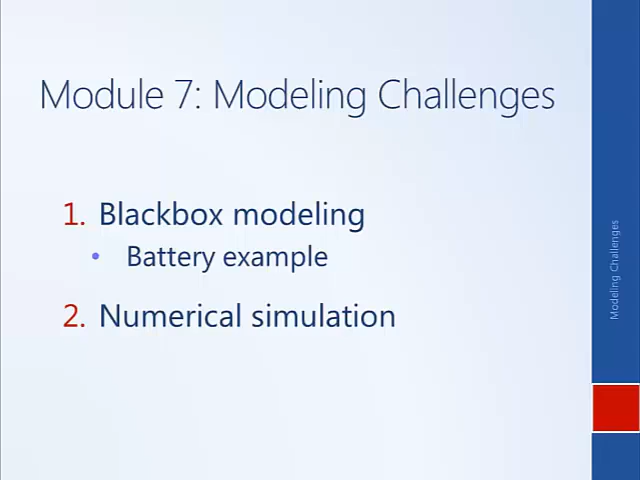 Module 7: Modeling Challenges
1. Blackbox modeling
• Battery example
2. Numerical simulation
Modeling Challenges